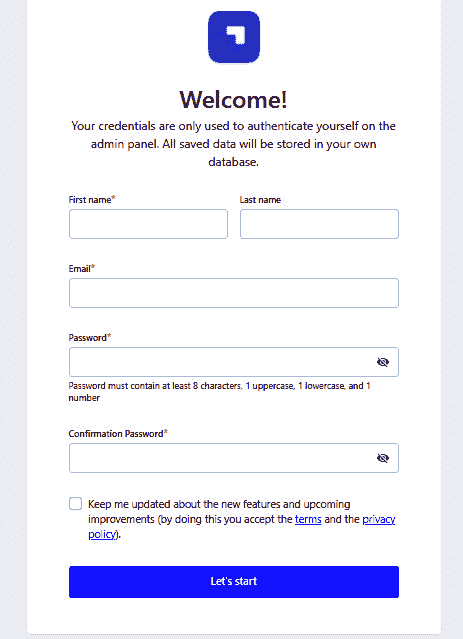 Welcome!
Your credentials are only used to authenticate yourself on the
admin panel. All saved data will be stored in your own
database.
First name*
Last name
Email*
Password*
Password must contain at least 8 characters, 1 uppercase, 1 lowercase, and 1
number
Confirmation Password*
Keep me updated about the new features and upcoming
improvements (by doing this you accept the terms and the privacy
policy).
Let's start